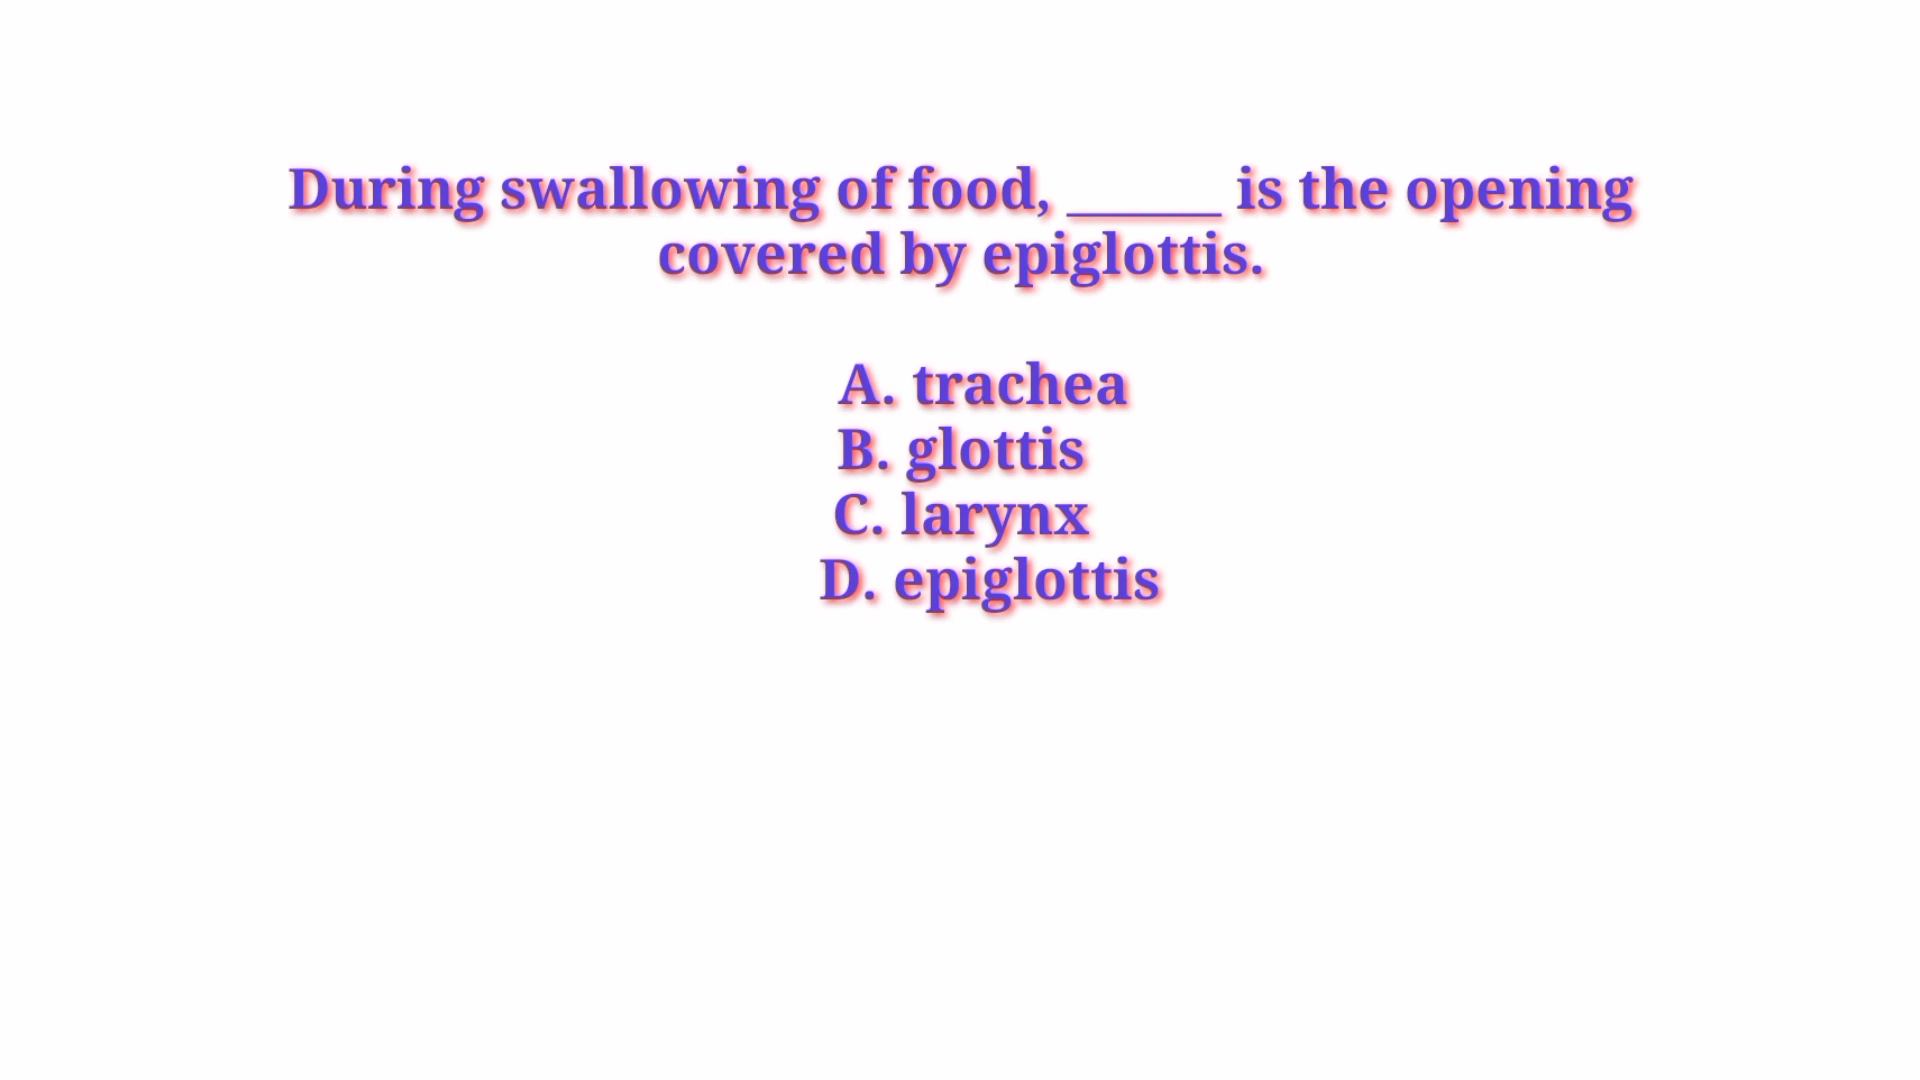 During swallowing of food, ______ is the opening
covered by epiglottis.
A. trachea
B. glottis
C. larynx
D. epiglottis